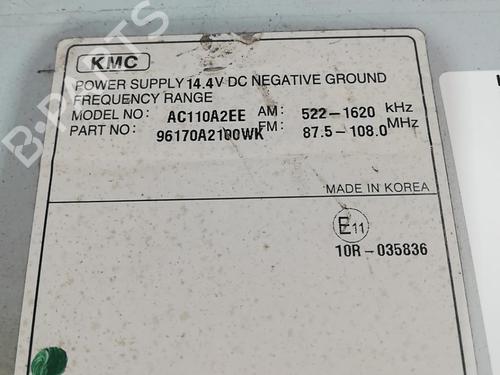 KMC
POWER SUPPLY 14.4V DC NEGATIVE GROUND
FREQUENCY RANGE
MODEL NO: AC110A2EE AM: 522-1620 kHz
PART NO: 96170A2100WK FM: 87.5-108.0 MHz
MADE IN KOREA
E11
10R-035836
B-PARTS